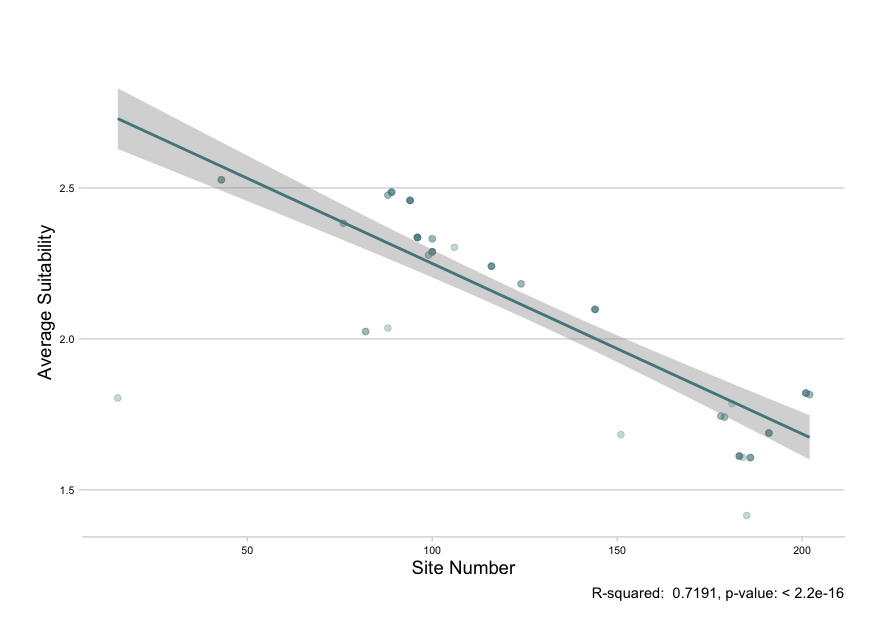 2.5
2.0
1.5
Average Suitability
50 100 150 200
Site Number
R-squared:  0.7191, p-value: < 2.2e-16